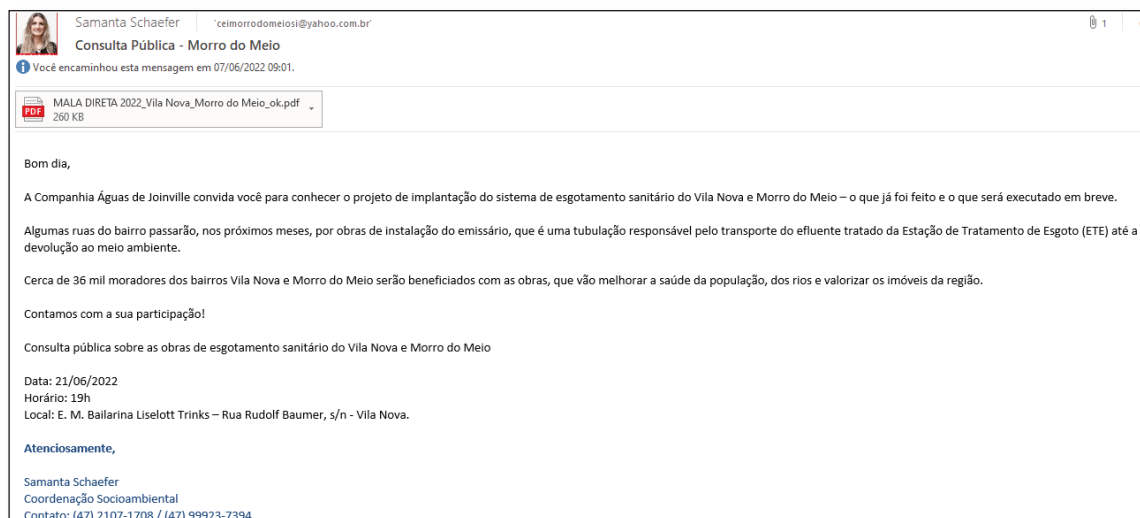 Samanta Schaefer 'ceimorrodomeiosi@yahoo.com.br' 1
Consulta Pública - Morro do Meio
Você encaminhou esta mensagem em 07/06/2022 09:01.
MALA DIRETA 2022_Vila Nova_Morro do Meio_ok.pdf
PDF
260 KB
Bom dia,
A Companhia Águas de Joinville convida você para conhecer o projeto de implantação do sistema de esgotamento sanitário do Vila Nova e Morro do Meio – o que já foi feito e o que será executado em breve.
Algumas ruas do bairro passarão, nos próximos meses, por obras de instalação do emissário, que é uma tubulação responsável pelo transporte do efluente tratado da Estação de Tratamento de Esgoto (ETE) até a
devolução ao meio ambiente.
Cerca de 36 mil moradores dos bairros Vila Nova e Morro do Meio serão beneficiados com as obras, que vão melhorar a saúde da população, dos rios e valorizar os imóveis da região.
Contamos com a sua participação!
Consulta pública sobre as obras de esgotamento sanitário do Vila Nova e Morro do Meio
Data: 21/06/2022
Horário: 19h
Local: E. M. Bailarina Liselott Trinks – Rua Rudolf Baumer, s/n - Vila Nova.
Atenciosamente,
Samanta Schaefer
Coordenação Socioambiental
Contato: (47) 2107-1708 / (47) 99923-7394